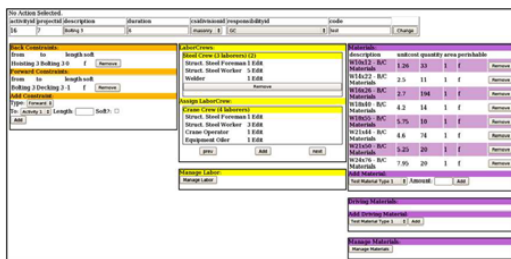 No Action Selected.
activityid projectid description duration csidivisionid responsibilityid code
16 7 Bolting 3 8 masonry GC test Change
Back Constraints:
from to length soft
Hoisting 3 Bolting 3 0 f Remove
Forward Constraints:
from to length soft
Bolting 3 Decking 3 -1 f Remove
Add Constraint:
Type: Forward
To: Activity 1 Length: Soft?:
Add
LaborCrews:
Steel Crew (3 laborers) (2)
Struct. Steel Foreman 1 Edit
Struct. Steel Worker 5 Edit
Welder 1 Edit
Remove
Assign LaborCrew:
Crane Crew (4 laborers)
Struct. Steel Foreman 1 Edit
Struct. Steel Worker 3 Edit
Crane Operator 1 Edit
Equipment Oiler 1 Edit
prev Add next
Manage Labor:
Manage Labor
Materials:
description unitcost quantity area perishable
W10x12 - B/C Materials 1.26 33 1 f Remove
W14x22 - B/C Materials 2.5 11 1 f Remove
W16x26 - B/C Materials 2.7 194 1 f Remove
W18x40 - B/C Materials 4.2 14 1 f Remove
W18x55 - B/C Materials 5.75 10 1 f Remove
W21x44 - B/C Materials 4.6 74 1 f Remove
W21x50 - B/C Materials 5.25 20 1 f Remove
W24x76 - B/C Materials 7.95 20 1 f Remove
Add Material:
Test Material Type 1 Amount: Add
Driving Materials:
Add Driving Material:
Test Material Type 1 Add
Manage Materials:
Manage Materials